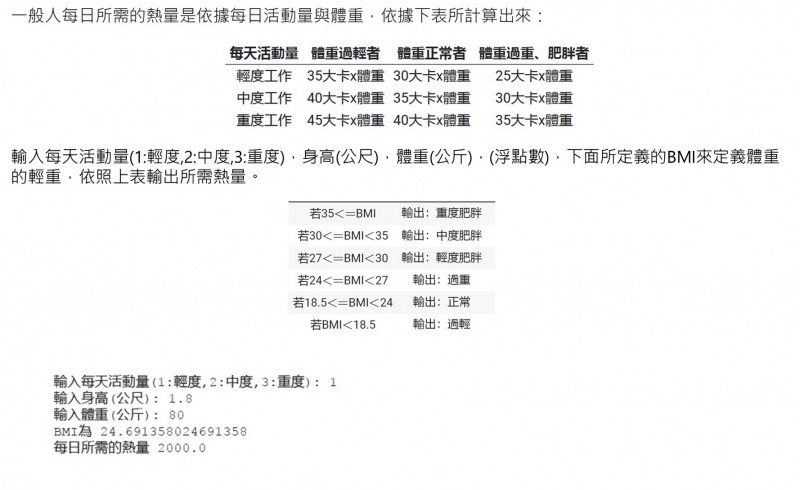 一般人每日所需的熱量是依據每日活動量與體重，依據下表所計算出來：
每天活動量 體重過輕者 體重正常者 體重過重、肥胖者
輕度工作 35大卡x體重 30大卡x體重 25大卡x體重
中度工作 40大卡x體重 35大卡x體重 30大卡x體重
重度工作 45大卡x體重 40大卡x體重 35大卡x體重
輸入每天活動量(1:輕度,2:中度,3:重度)，身高(公尺)，體重(公斤)，(浮點數)，下面所定義的BMI來定義體重
的輕重，依照上表輸出所需熱量。
若35<=BMI 輸出：重度肥胖
若30<=BMI<35 輸出：中度肥胖
若27<=BMI<30 輸出：輕度肥胖
若24<=BMI<27 輸出：過重
若18.5<=BMI<24 輸出：正常
若BMI<18.5 輸出：過輕
輸入每天活動量(1:輕度,2:中度,3:重度): 1
輸入身高(公尺): 1.8
輸入體重(公斤): 80
BMI為 24.691358024691358
每日所需的熱量 2000.0